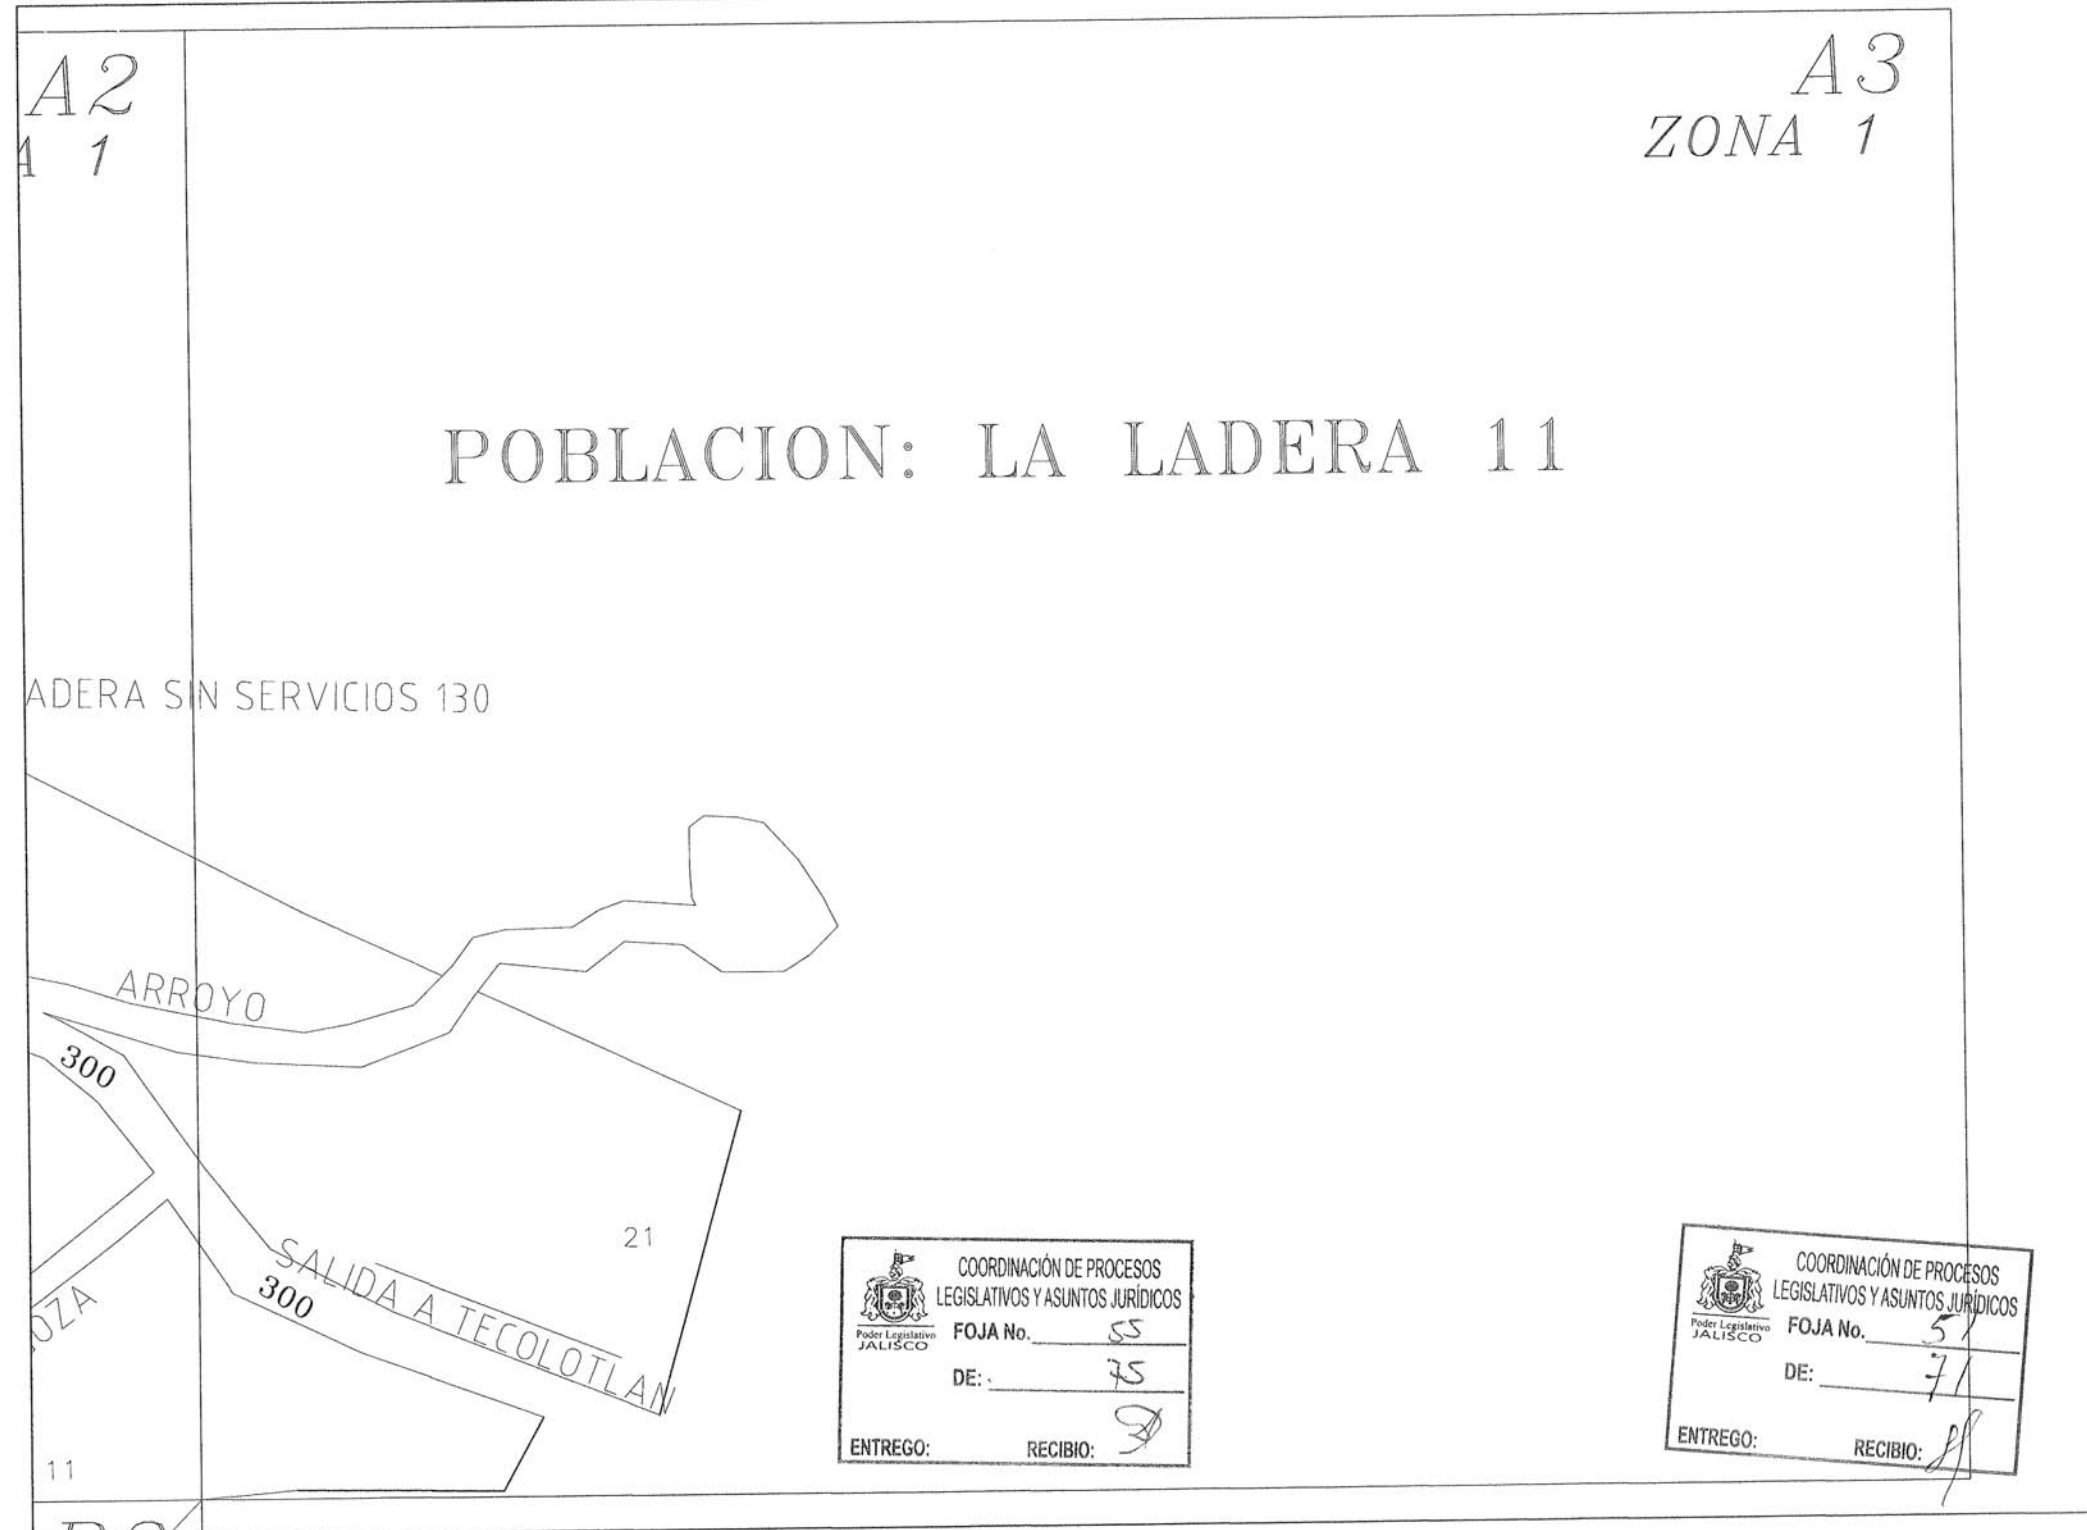 A2
A 1
A3
ZONA 1
POBLACION: LA LADERA 11
ADERA SIN SERVICIOS 130
ARROYO
300
SALIDA A TECOLOTLAN
300
21
OZA
11
COORDINACIÓN DE PROCESOS
LEGISLATIVOS Y ASUNTOS JURÍDICOS
Poder Legislativo
JALISCO
FOJA No. 55
DE: 75
ENTREGO: RECIBIO:
COORDINACIÓN DE PROCESOS
LEGISLATIVOS Y ASUNTOS JURÍDICOS
Poder Legislativo
JALISCO
FOJA No. 51
DE: 71
ENTREGO: RECIBIO: